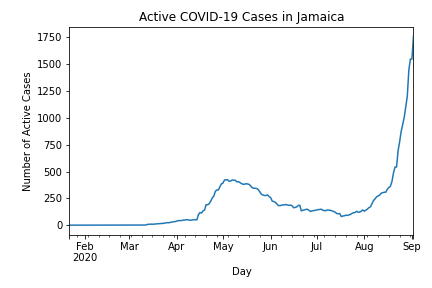 Active COVID-19 Cases in Jamaica
1750
1500
1250
1000
750
500
250
0
Number of Active Cases
Feb
2020
Mar
Apr
May
Jun
Jul
Aug
Sep
Day